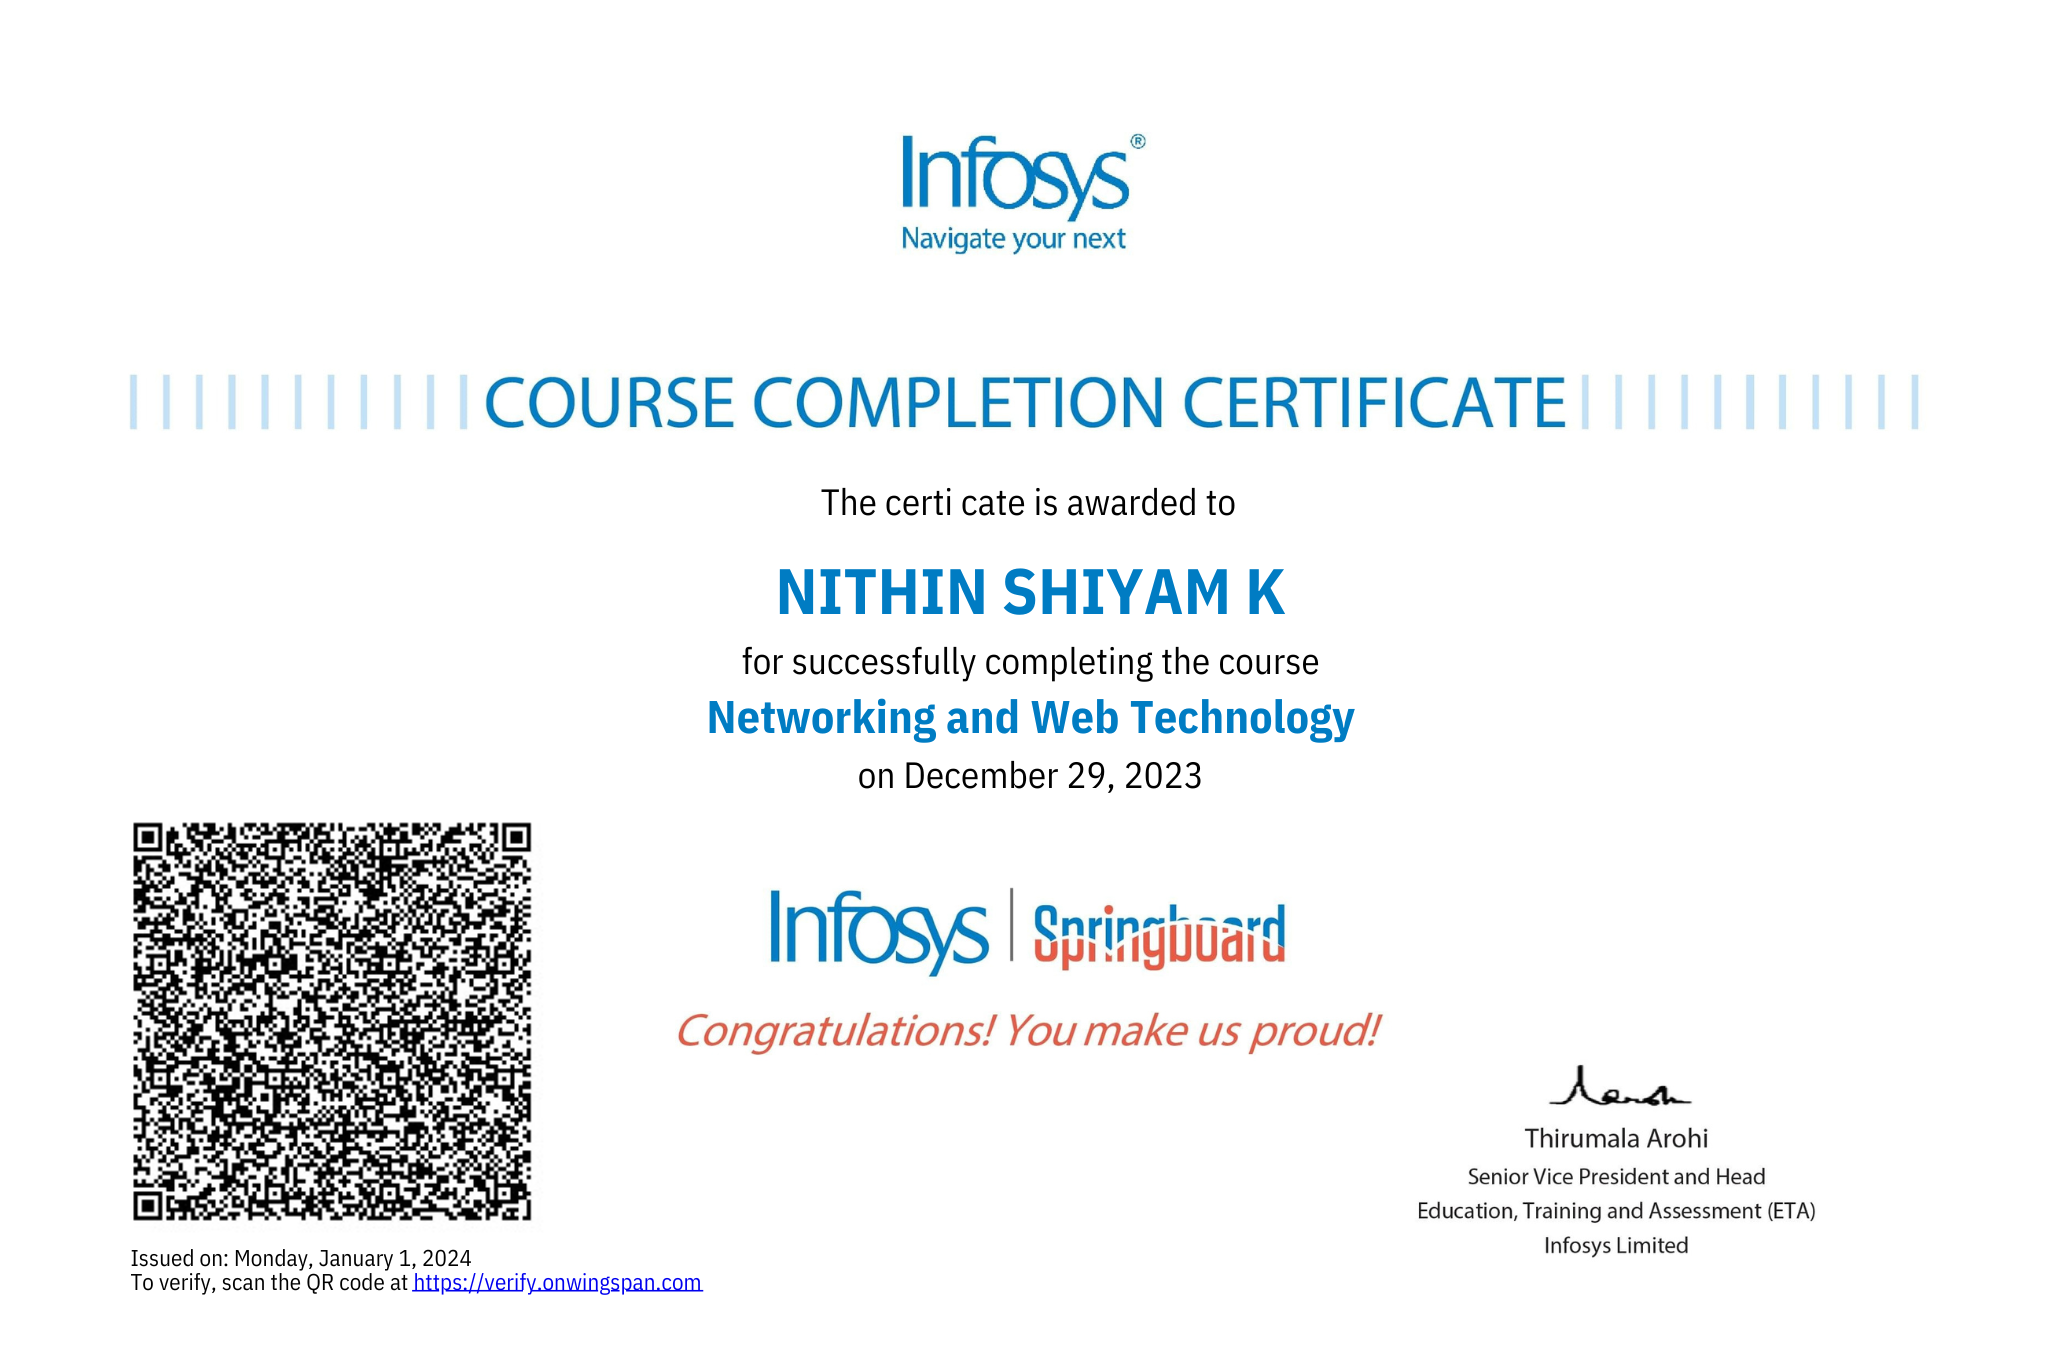 Infosys®
Navigate your next
COURSE COMPLETION CERTIFICATE
The certi cate is awarded to
NITHIN SHIYAM K
for successfully completing the course
Networking and Web Technology
on December 29, 2023
Infosys | Springboard
Congratulations! You make us proud!
Thirumala Arohi
Senior Vice President and Head
Education, Training and Assessment (ETA)
Infosys Limited
Issued on: Monday, January 1, 2024
To verify, scan the QR code at https://verify.onwingspan.com